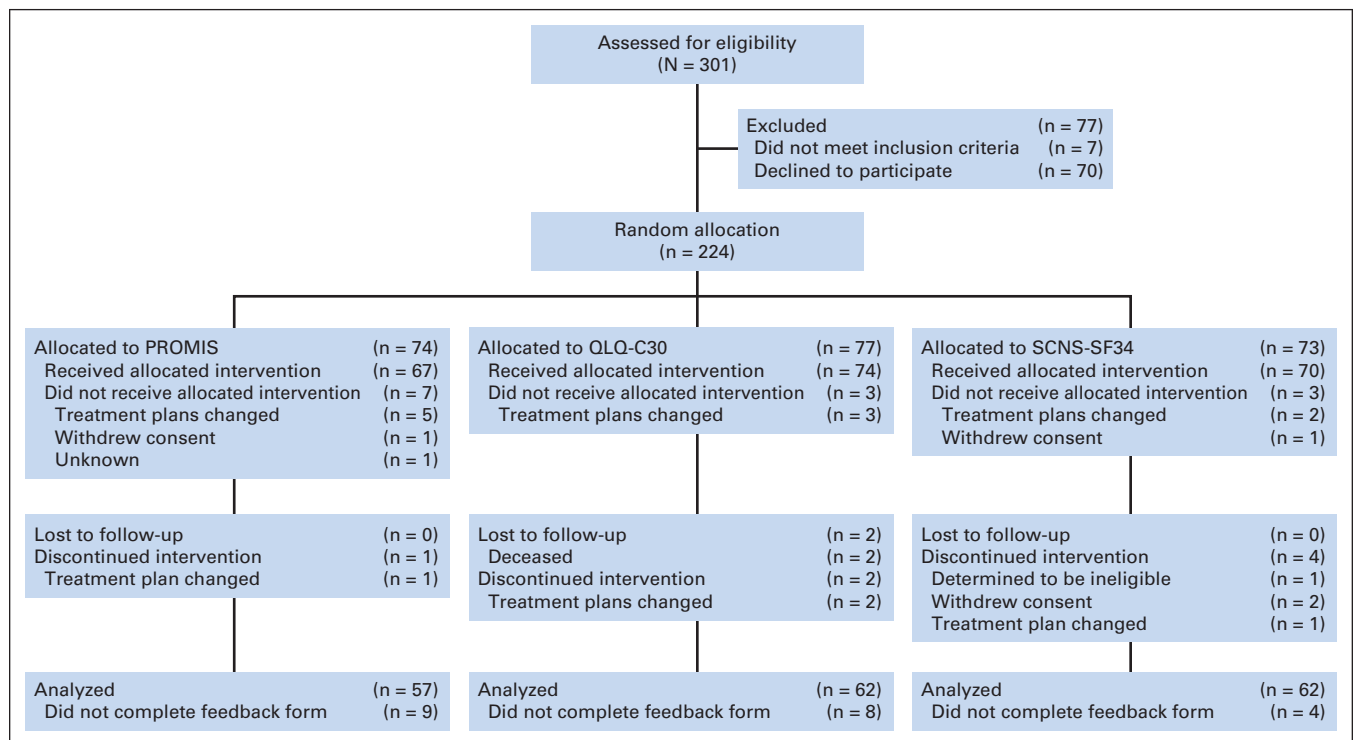 Assessed for eligibility
(N = 301)
Excluded (n = 77)
Did not meet inclusion criteria (n = 7)
Declined to participate (n = 70)
Random allocation
(n = 224)
Allocated to PROMIS (n = 74)
Received allocated intervention (n = 67)
Did not receive allocated intervention (n = 7)
Treatment plans changed (n = 5)
Withdrew consent (n = 1)
Unknown (n = 1)
Allocated to QLQ-C30 (n = 77)
Received allocated intervention (n = 74)
Did not receive allocated intervention (n = 3)
Treatment plans changed (n = 3)
Allocated to SCNS-SF34 (n = 73)
Received allocated intervention (n = 70)
Did not receive allocated intervention (n = 3)
Treatment plans changed (n = 2)
Withdrew consent (n = 1)
Lost to follow-up (n = 0)
Discontinued intervention (n = 1)
Treatment plan changed (n = 1)
Lost to follow-up (n = 2)
Deceased (n = 2)
Discontinued intervention (n = 2)
Treatment plans changed (n = 2)
Lost to follow-up (n = 0)
Discontinued intervention (n = 4)
Determined to be ineligible (n = 1)
Withdrew consent (n = 2)
Treatment plan changed (n = 1)
Analyzed (n = 57)
Did not complete feedback form (n = 9)
Analyzed (n = 62)
Did not complete feedback form (n = 8)
Analyzed (n = 62)
Did not complete feedback form (n = 4)